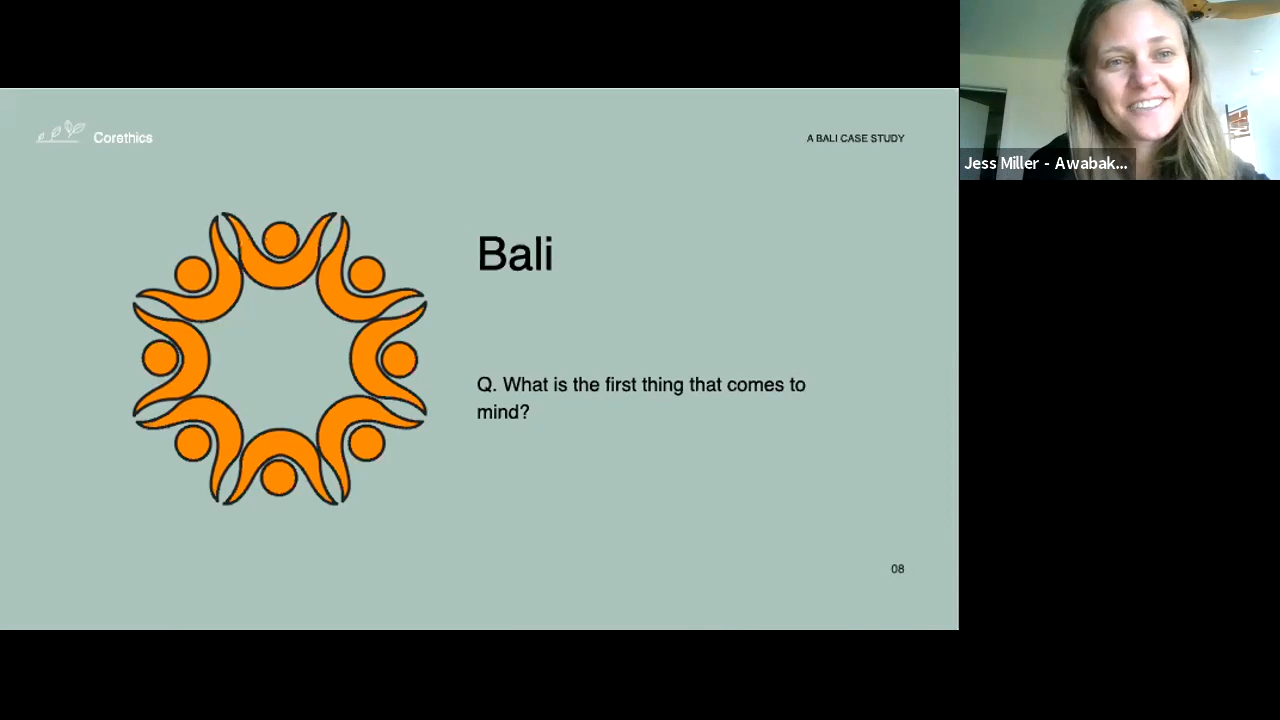 Corethics
A BALI CASE STUDY
Jess Miller - Awabak...
Bali
Q. What is the first thing that comes to
mind?
08